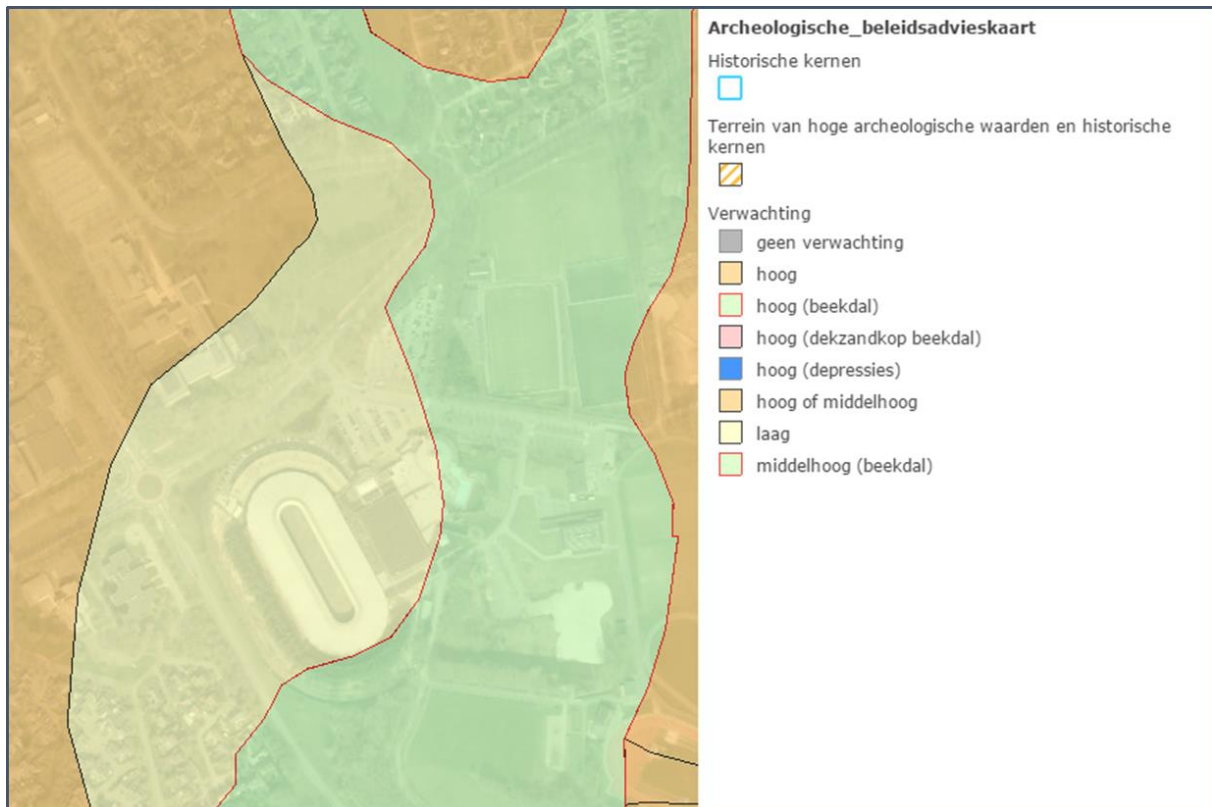 Archeologische_beleidsadvieskaart
Historische kernen
Terrein van hoge archeologische waarden en historische
kernen
Verwachting
geen verwachting
hoog
hoog (beekdal)
hoog (dekzandkop beekdal)
hoog (depressies)
hoog of middelhoog
laag
middelhoog (beekdal)